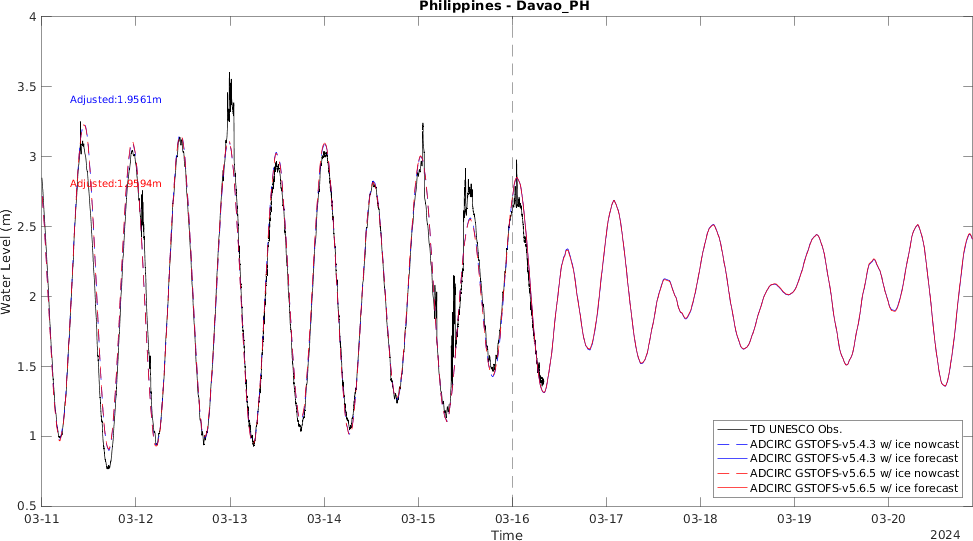 Philippines - Davao_PH
4
3.5
3
2.5
2
1.5
1
0.5
Water Level (m)
Adjusted:1.9561m
Adjusted:1.9594m
TD UNESCO Obs.
ADCIRC GSTOFS-v5.4.3 w/ ice nowcast
ADCIRC GSTOFS-v5.4.3 w/ ice forecast
ADCIRC GSTOFS-v5.6.5 w/ ice nowcast
ADCIRC GSTOFS-v5.6.5 w/ ice forecast
03-11 03-12 03-13 03-14 03-15 03-16 03-17 03-18 03-19 03-20
Time
2024